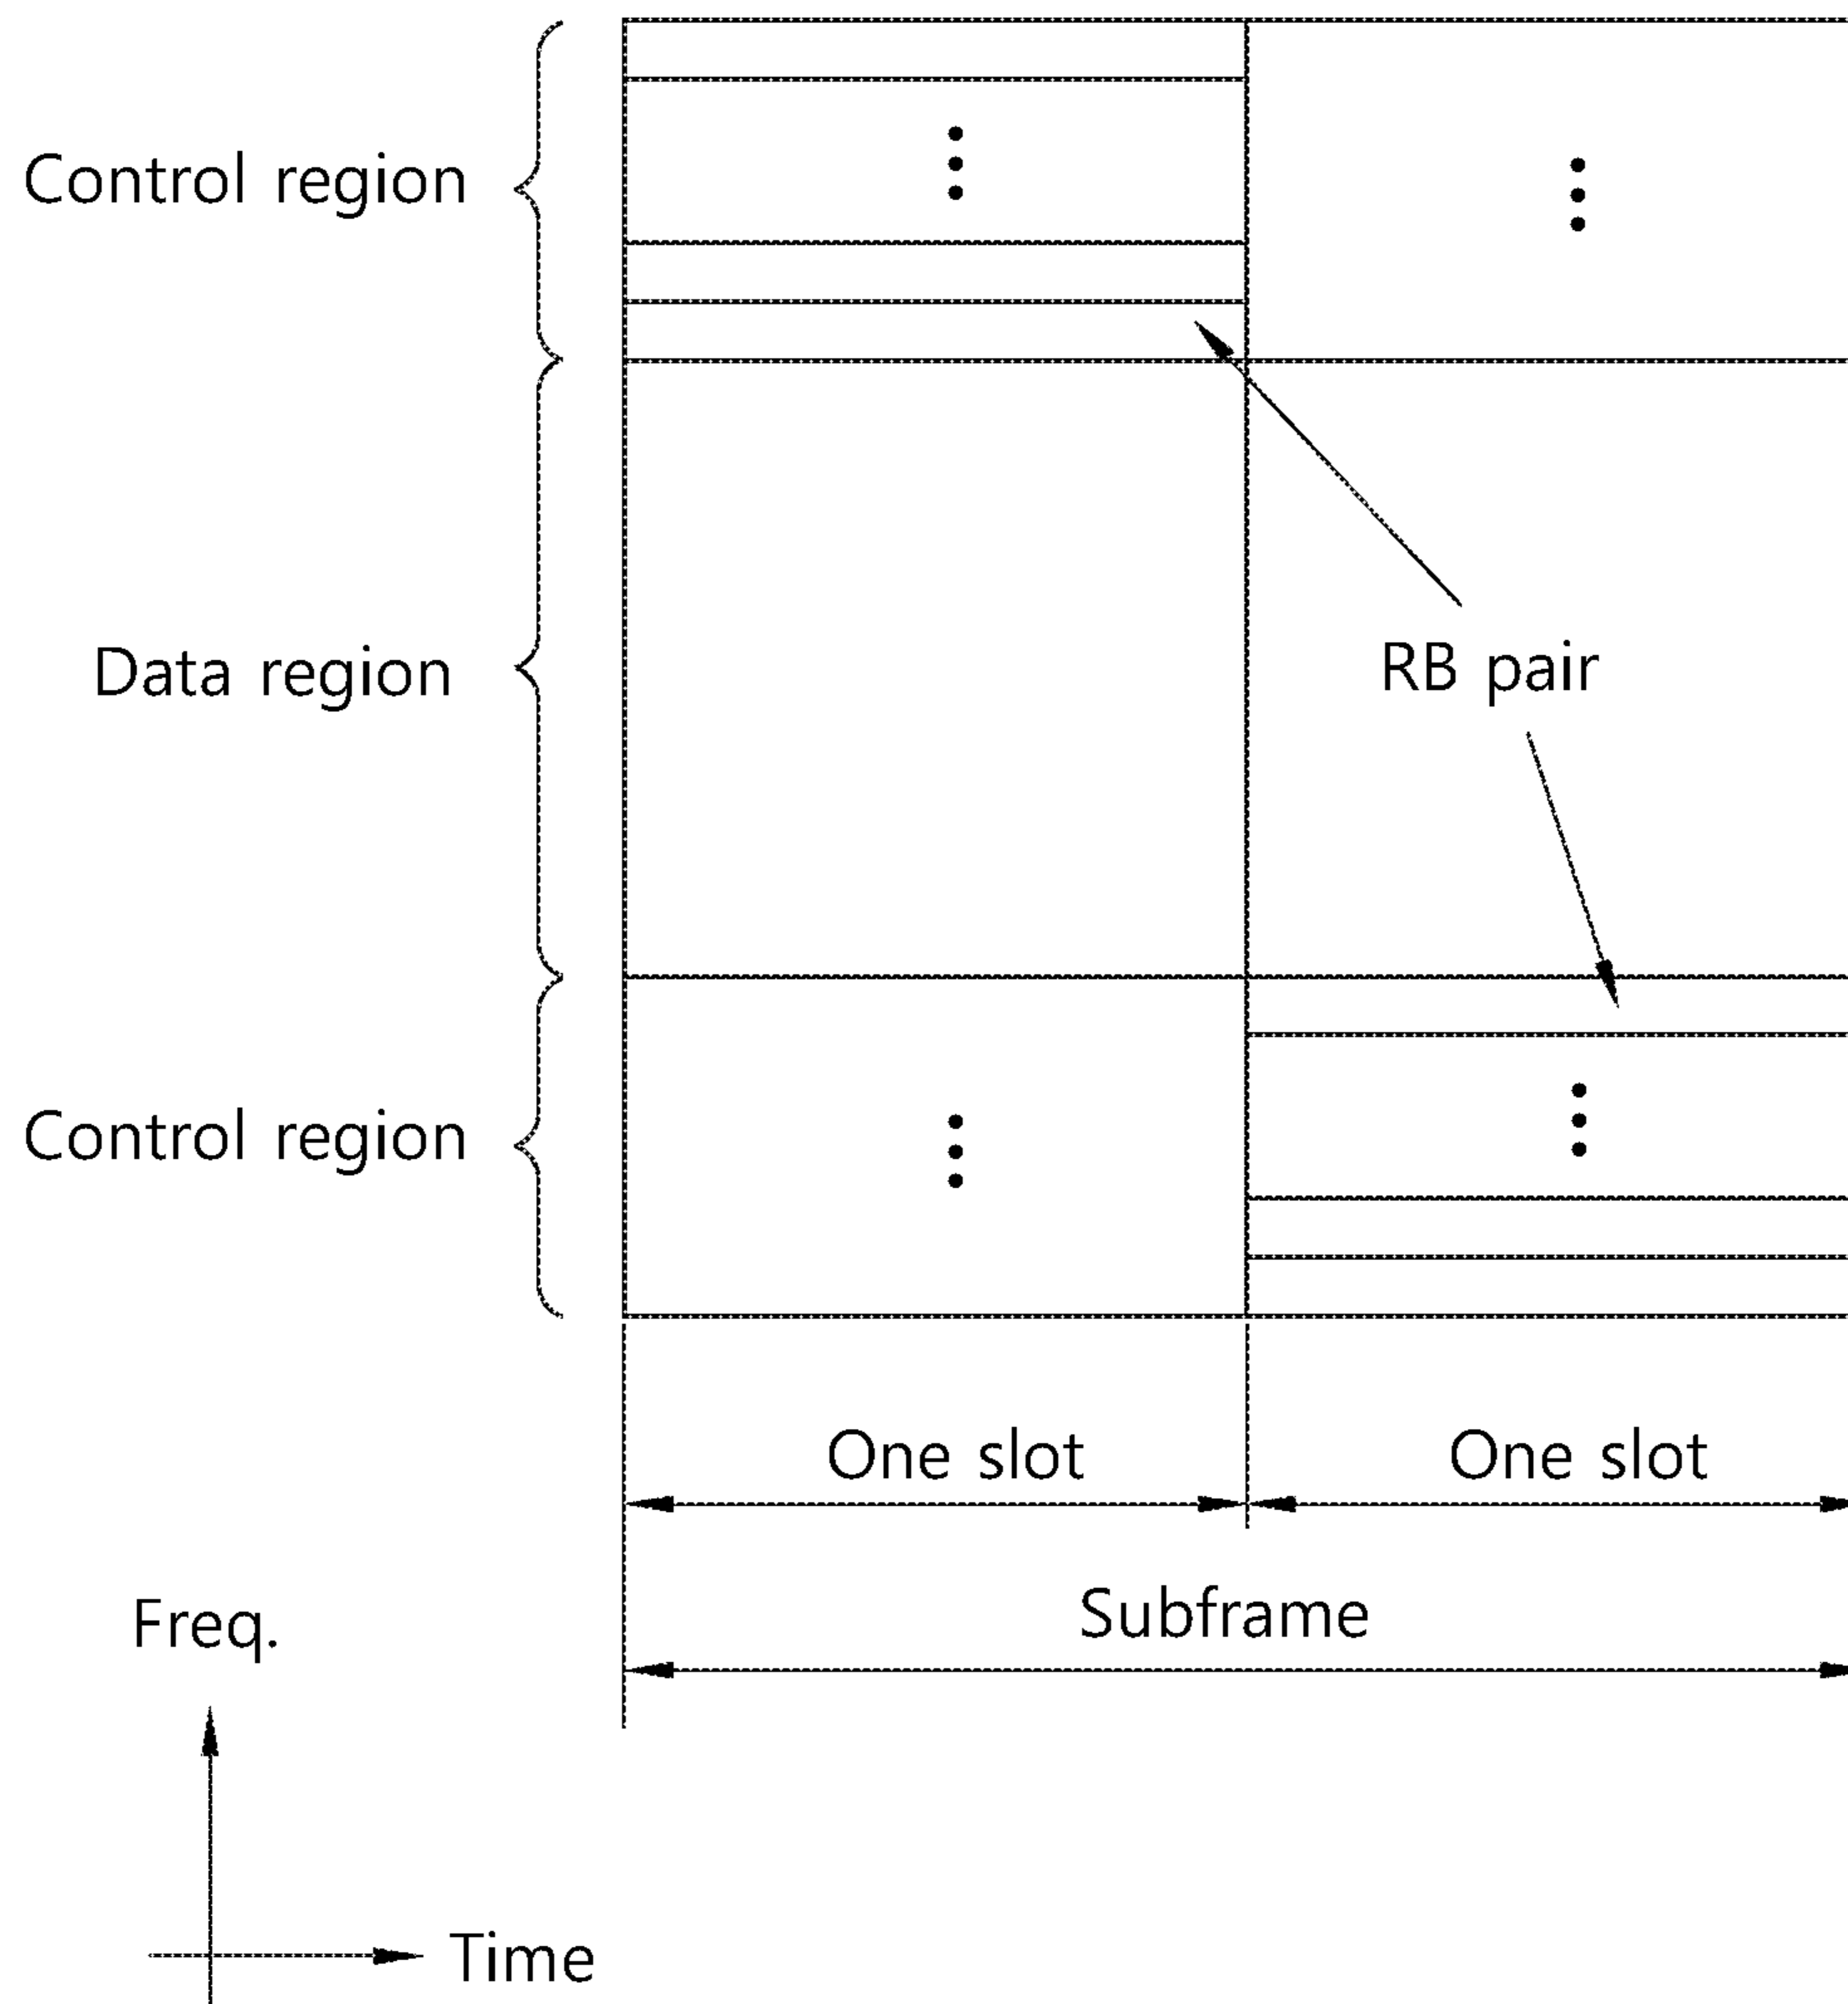 Control region
Data region
RB pair
Control region
One slot
One slot
Subframe
Freq.
Time